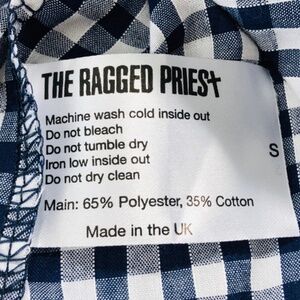 THE RAGGED PRIEST
Machine wash cold inside out
Do not bleach
Do not tumble dry
Iron low inside out
Do not dry clean
S
Main: 65% Polyester, 35% Cotton
Made in the UK